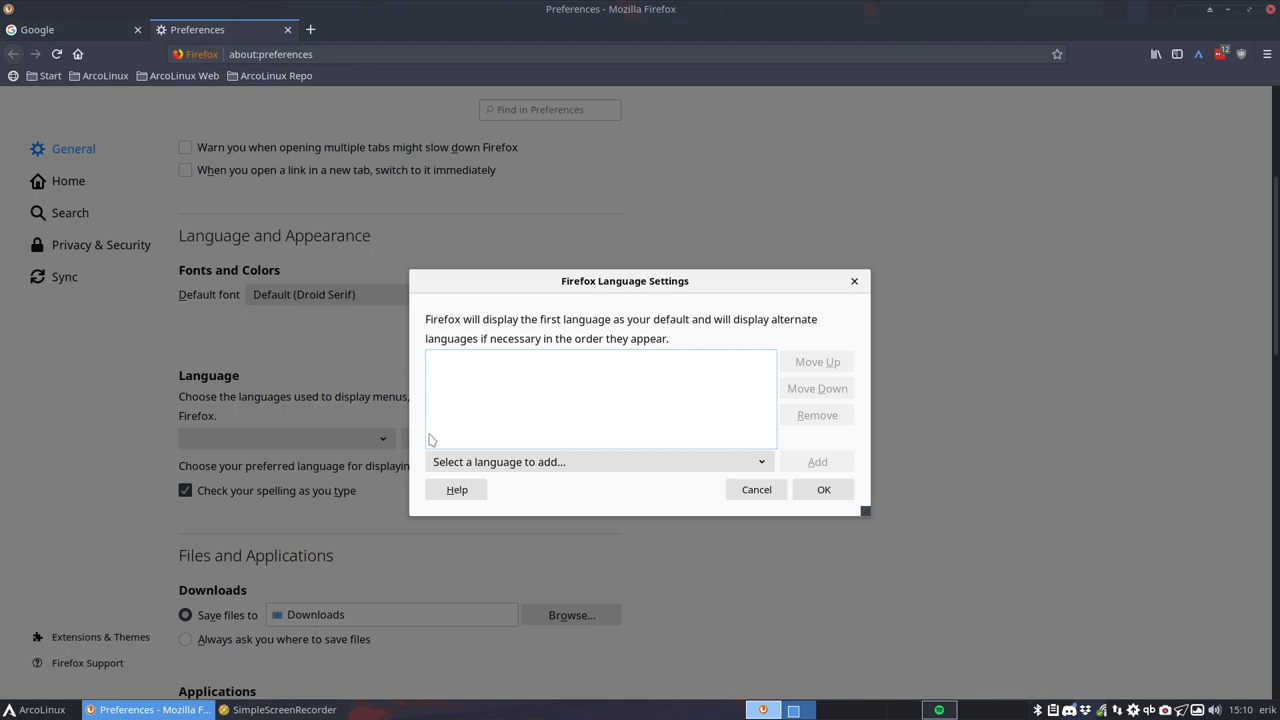 Preferences - Mozilla Firefox
Google
Preferences
Firefox
about:preferences
12
Start
ArcoLinux
ArcoLinux Web
ArcoLinux Repo
Find in Preferences
General
Home
Search
Privacy & Security
Sync
Warn you when opening multiple tabs might slow down Firefox
When you open a link in a new tab, switch to it immediately
Language and Appearance
Fonts and Colors
Default font
Default (Droid Serif)
Language
Choose the languages used to display menus,
Firefox.
Choose your preferred language for displayin
Check your spelling as you type
Firefox Language Settings
Firefox will display the first language as your default and will display alternate
languages if necessary in the order they appear.
Move Up
Move Down
Remove
Select a language to add...
Add
Help
Cancel
OK
Files and Applications
Downloads
Save files to
Downloads
Browse...
Always ask you where to save files
Applications
Extensions & Themes
Firefox Support
ArcoLinux
Preferences - Mozilla F...
SimpleScreenRecorder
qb
15:10
erik